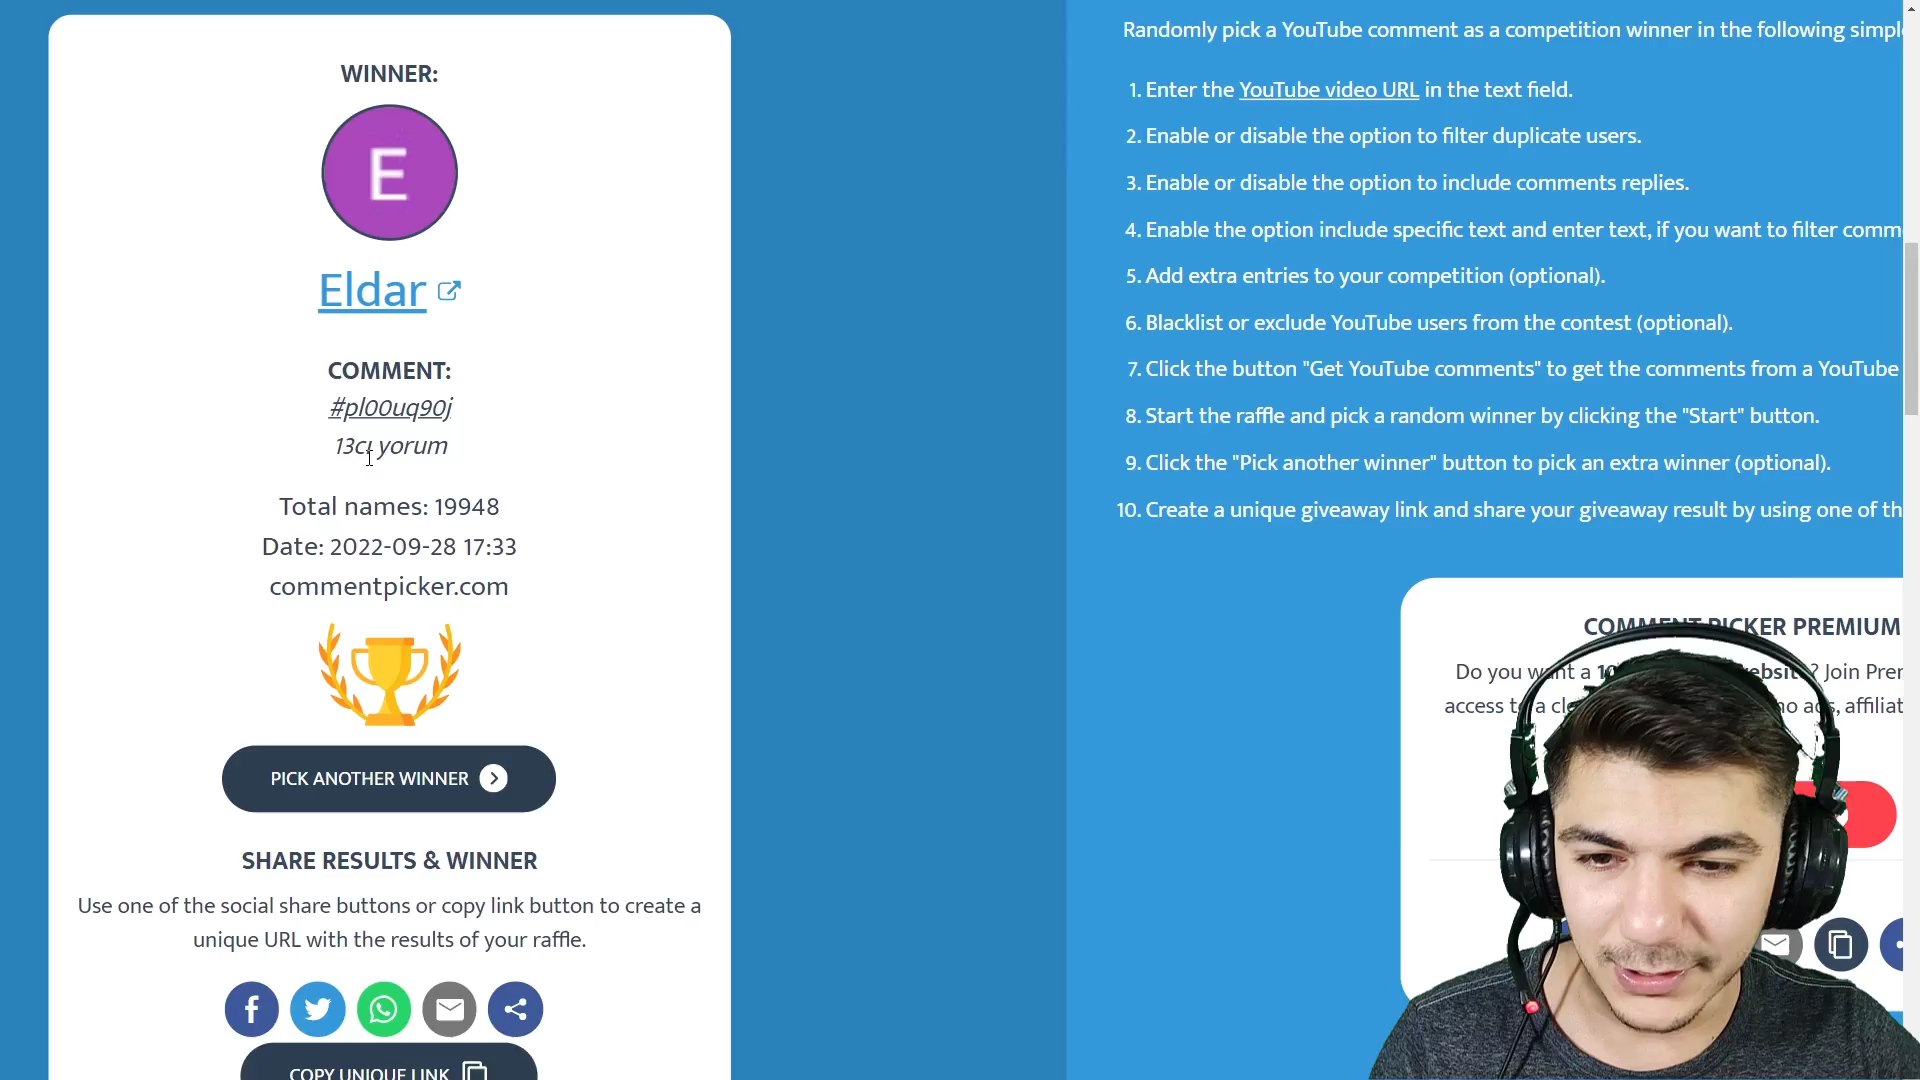 WINNER:
E
Eldar
COMMENT:
#pl00uq90j
13cı yorum
Total names: 19948
Date: 2022-09-28 17:33
commentpicker.com
PICK ANOTHER WINNER
SHARE RESULTS & WINNER
Use one of the social share buttons or copy link button to create a
unique URL with the results of your raffle.
COPY UNIQUE LINK
Randomly pick a YouTube comment as a competition winner in the following simpl
1. Enter the YouTube video URL in the text field.
2. Enable or disable the option to filter duplicate users.
3. Enable or disable the option to include comments replies.
4. Enable the option include specific text and enter text, if you want to filter comm
5. Add extra entries to your competition (optional).
6. Blacklist or exclude YouTube users from the contest (optional).
7. Click the button "Get YouTube comments" to get the comments from a YouTube
8. Start the raffle and pick a random winner by clicking the "Start" button.
9. Click the "Pick another winner" button to pick an extra winner (optional).
10. Create a unique giveaway link and share your giveaway result by using one of th
COMMENT PICKER PREMIUM
Do you want a ? Join Prem
access to a no ads, affiliat